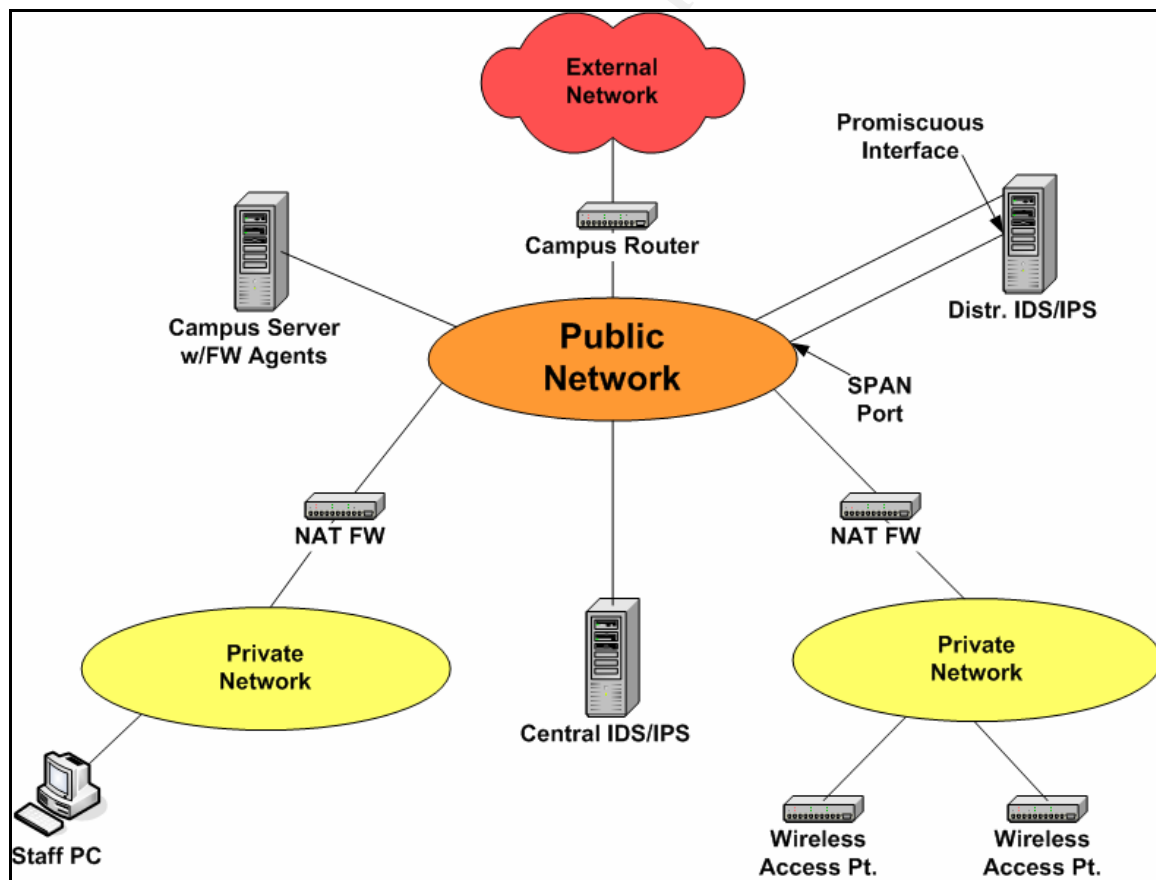 External
Network
Promiscuous
Interface
Campus Router
Campus Server
w/FW Agents
Public
Network
Distr. IDS/IPS
SPAN
Port
NAT FW
NAT FW
Private
Network
Private
Network
Central IDS/IPS
Staff PC
Wireless
Access Pt.
Wireless
Access Pt.